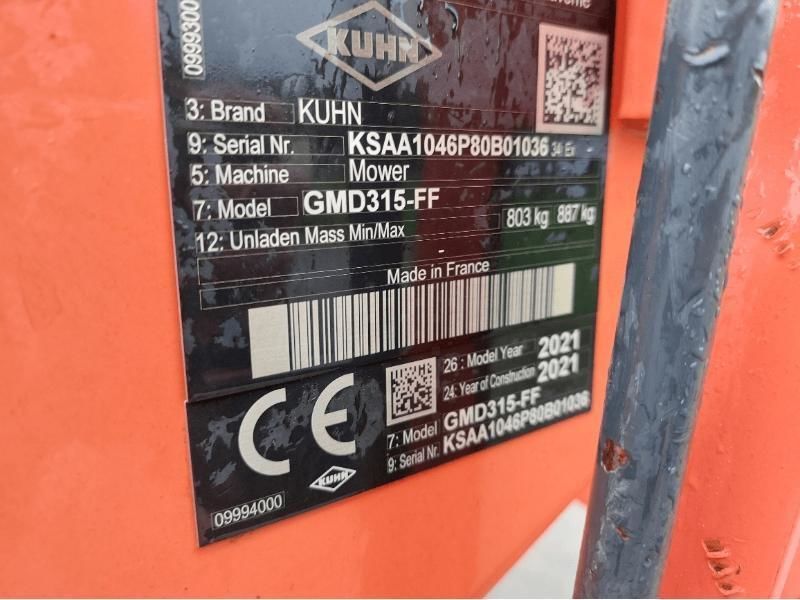 KUHN
3: Brand KUHN
9: Serial Nr. KSAA1046P80B01036
5: Machine Mower
7: Model GMD315-FF
12: Unladen Mass Min/Max 803 kg 887 kg
Made in France
26 : Model Year 2021
24: Year of Construction 2021
7: Model GMD315-FF
9: Serial Nr. KSAA1046P80B01036
CE
KUHN
09994000